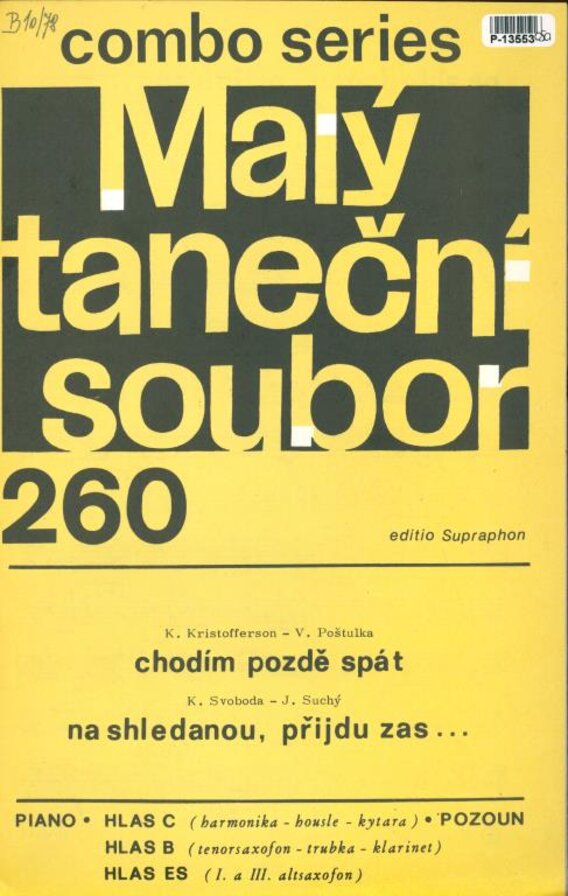 B10/78
combo series
P-13553
Malý
taneční
soubor
260
editio Supraphon
K. Kristofferson – V. Poštulka
chodím pozdě spát
K. Svoboda – J. Suchý
na shledanou, přijdu zas...
PIANO • HLAS C (harmonika - housle - kytara) • POZOUN
HLAS B (tenorsaxofon - trubka - klarinet)
HLAS ES (I. a III. altsaxofon)